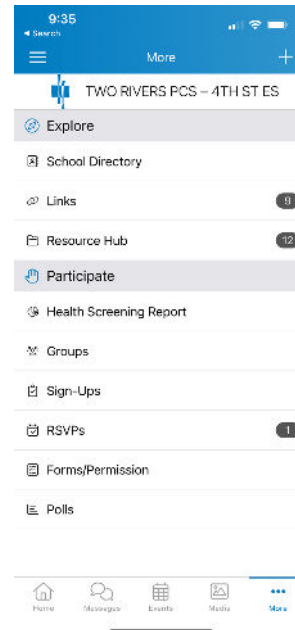 9:35
◂ Search
More
TWO RIVERS PCS – 4TH ST ES
Explore
School Directory
Links 9
Resource Hub 12
Participate
Health Screening Report
Groups
Sign-Ups
RSVPs 1
Forms/Permission
Polls
Home Messages Events Media More